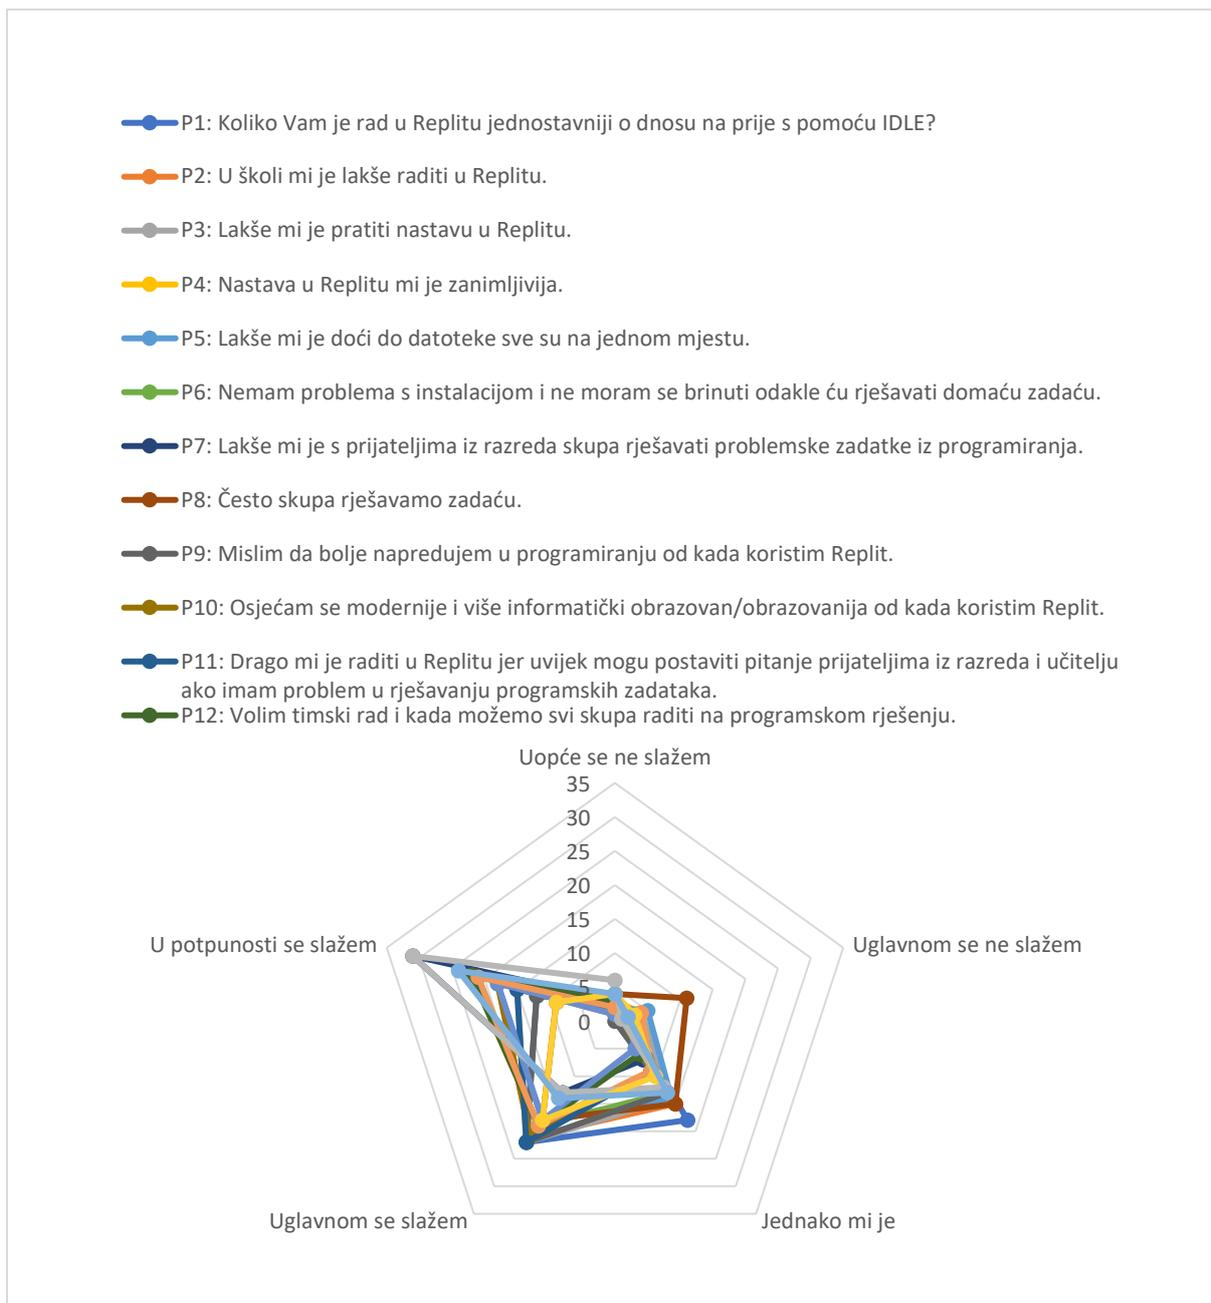 P1: Koliko Vam je rad u Replitu jednostavniji o dnosu na prije s pomoću IDLE?
P2: U školi mi je lakše raditi u Replitu.
P3: Lakše mi je pratiti nastavu u Replitu.
P4: Nastava u Replitu mi je zanimljivija.
P5: Lakše mi je doći do datoteke sve su na jednom mjestu.
P6: Nemam problema s instalacijom i ne moram se brinuti odakle ću rješavati domaću zadaću.
P7: Lakše mi je s prijateljima iz razreda skupa rješavati problemske zadatke iz programiranja.
P8: Često skupa rješavamo zadaću.
P9: Mislim da bolje napredujem u programiranju od kada koristim Replit.
P10: Osjećam se modernije i više informatički obrazovan/obrazovanija od kada koristim Replit.
P11: Drago mi je raditi u Replitu jer uvijek mogu postaviti pitanje prijateljima iz razreda i učitelju
ako imam problem u rješavanju programskih zadataka.
P12: Volim timski rad i kada možemo svi skupa raditi na programskom rješenju.
Uopće se ne slažem
35
30
25
20
15
10
5
0
U potpunosti se slažem
Uglavnom se ne slažem
Uglavnom se slažem
Jednako mi je